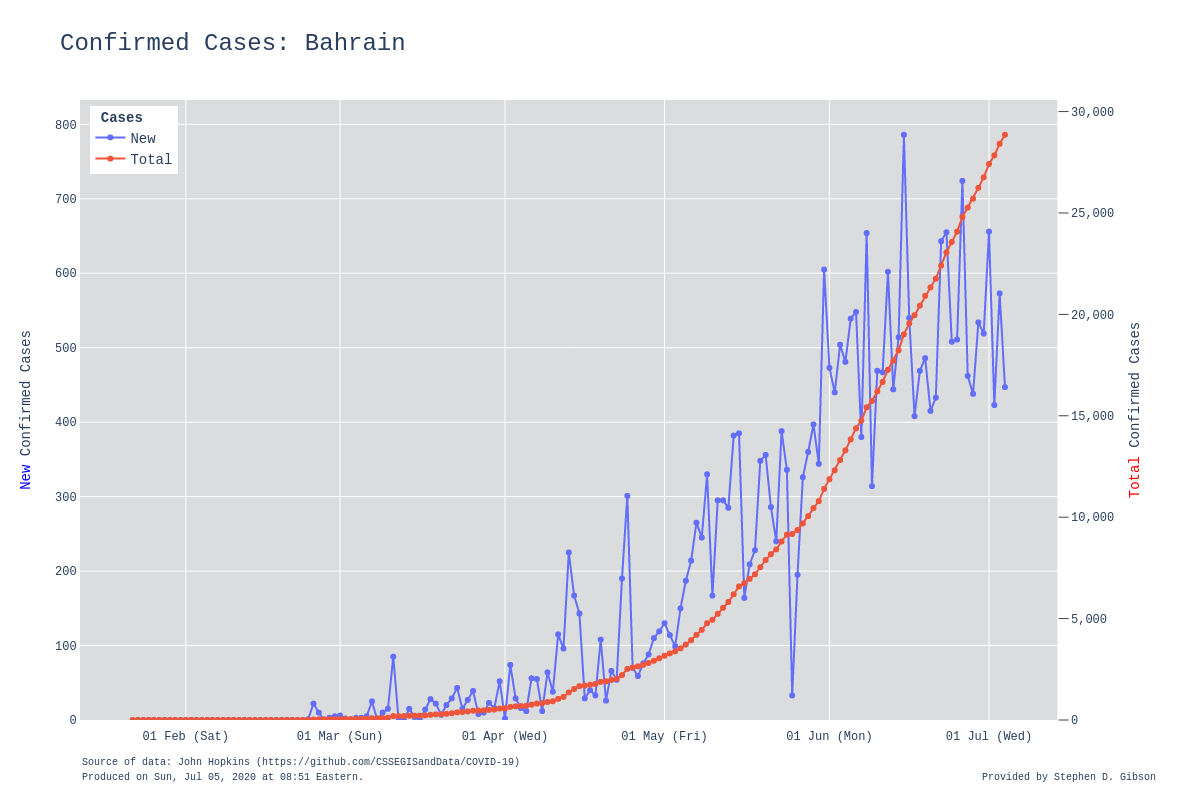 Confirmed Cases: Bahrain
Cases
New
Total
800
700
600
500
400
300
200
100
0
30,000
25,000
20,000
15,000
10,000
5,000
0
New Confirmed Cases
Total Confirmed Cases
01 Feb (Sat)
01 Mar (Sun)
01 Apr (Wed)
01 May (Fri)
01 Jun (Mon)
01 Jul (Wed)
Source of data: John Hopkins (https://github.com/CSSEGISandData/COVID-19)
Produced on Sun, Jul 05, 2020 at 08:51 Eastern.
Provided by Stephen D. Gibson